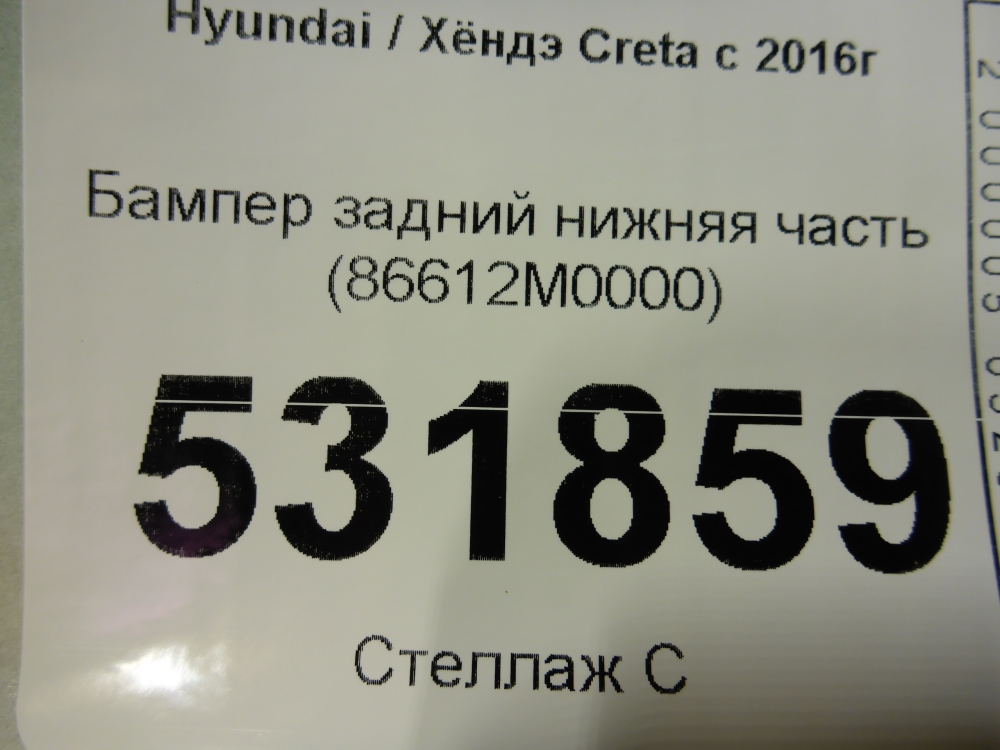 Hyundai / Хёндэ Creta с 2016г
Бампер задний нижняя часть
(86612M0000)
531859
Стеллаж С